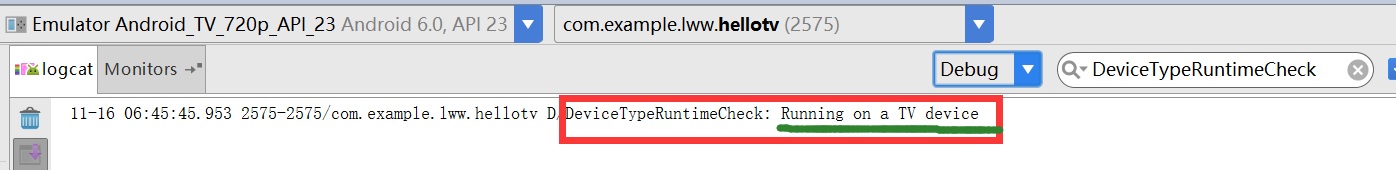 Emulator Android_TV_720p_API_23 Android 6.0, API 23 com.example.lww.hellotv (2575)
logcat Monitors Debug DeviceTypeRuntimeCheck
11-16 06:45:45.953 2575-2575/com.example.lww.hellotv D/DeviceTypeRuntimeCheck: Running on a TV device